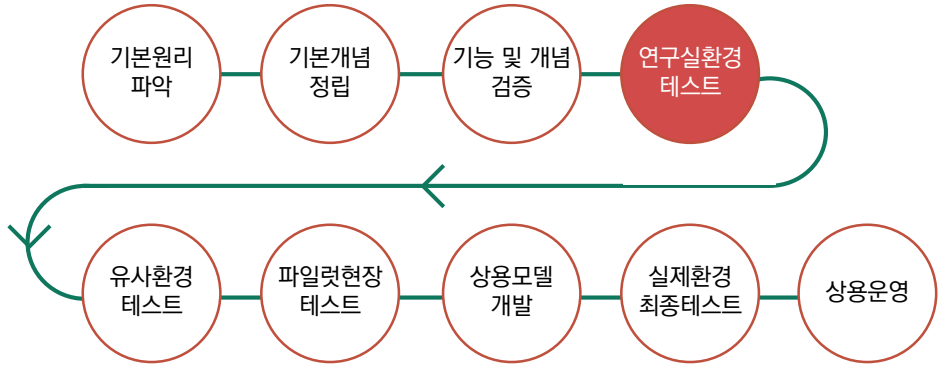 기본원리
파악
기본개념
정립
기능 및 개념
검증
연구실환경
테스트
유사환경
테스트
파일럿현장
테스트
상용모델
개발
실제환경
최종테스트
상용운영